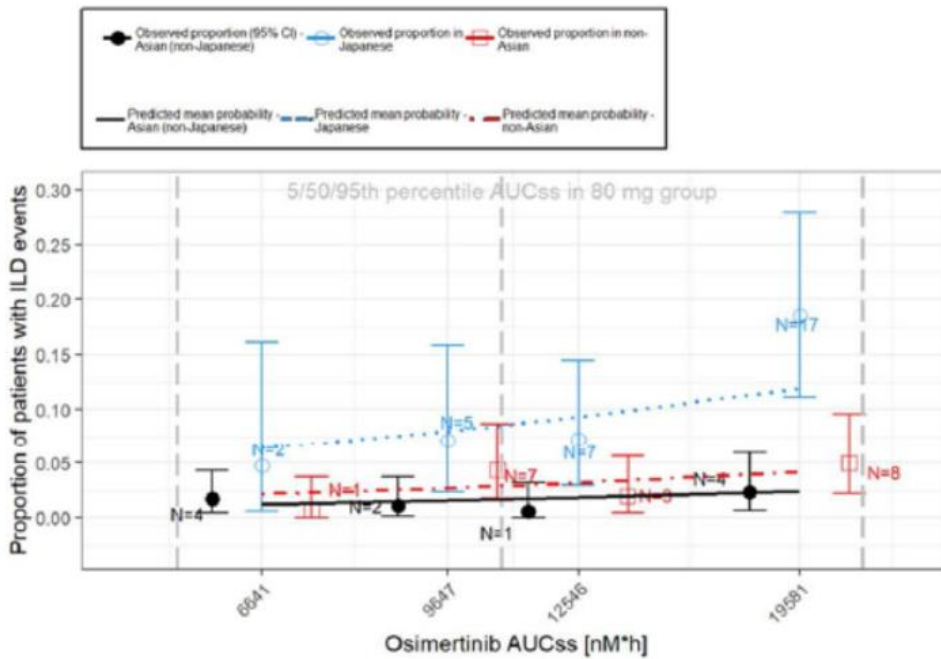 Observed proportion (95% CI) -
Asian (non-Japanese)
Observed proportion in
Japanese
Observed proportion in non-
Asian
Predicted mean probability -
Asian (non-Japanese)
Predicted mean probability -
Japanese
Predicted mean probability -
non-Asian
5/50/95th percentile AUCss in 80 mg group
Proportion of patients with ILD events
0.30
0.25
0.20
0.15
0.10
0.05
0.00
N=17
N=2
N=5
N=7
N=1
N=7
N=3
N=8
N=4
N=2
N=1
N=4
6641
9647
12546
19581
Osimertinib AUCss [nM*h]